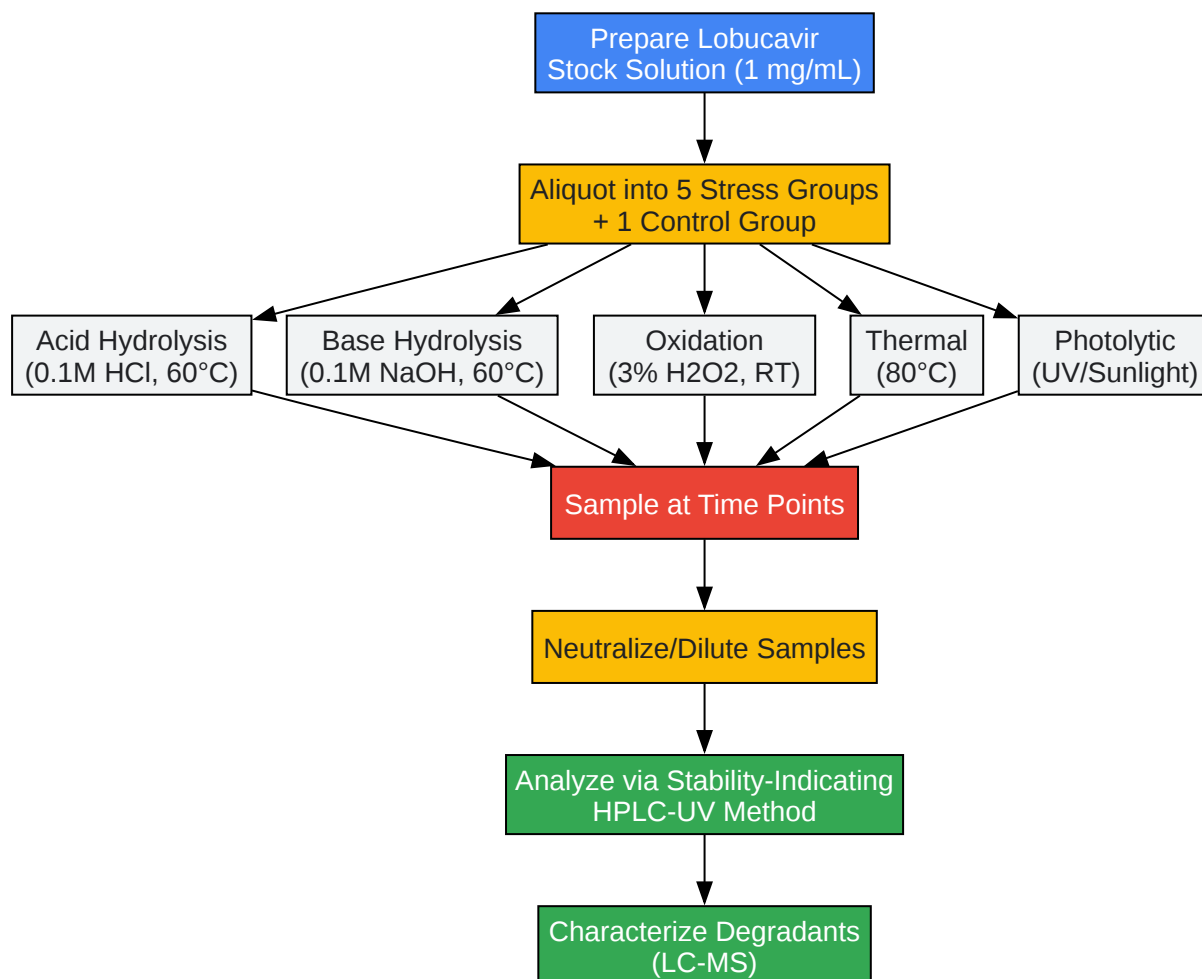 Prepare Lobucavir
Stock Solution (1 mg/mL)
Aliquot into 5 Stress Groups
+ 1 Control Group
Acid Hydrolysis
(0.1M HCl, 60°C)
Base Hydrolysis
(0.1M NaOH, 60°C)
Oxidation
(3% H2O2, RT)
Thermal
(80°C)
Photolytic
(UV/Sunlight)
Sample at Time Points
Neutralize/Dilute Samples
Analyze via Stability-Indicating
HPLC-UV Method
Characterize Degradants
(LC-MS)